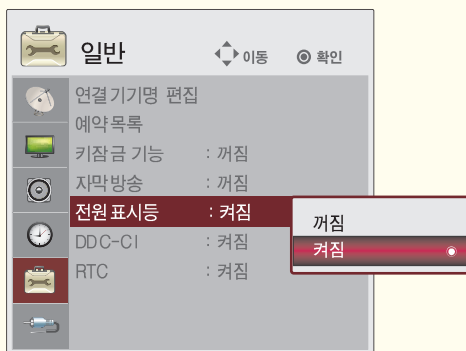 일반 이동 확인
연결기기명 편집
예약목록
키잠금 기능 : 꺼짐
자막방송 : 꺼짐
전원표시등 : 켜짐
꺼짐
DDC-CI : 켜짐
켜짐
RTC : 켜짐